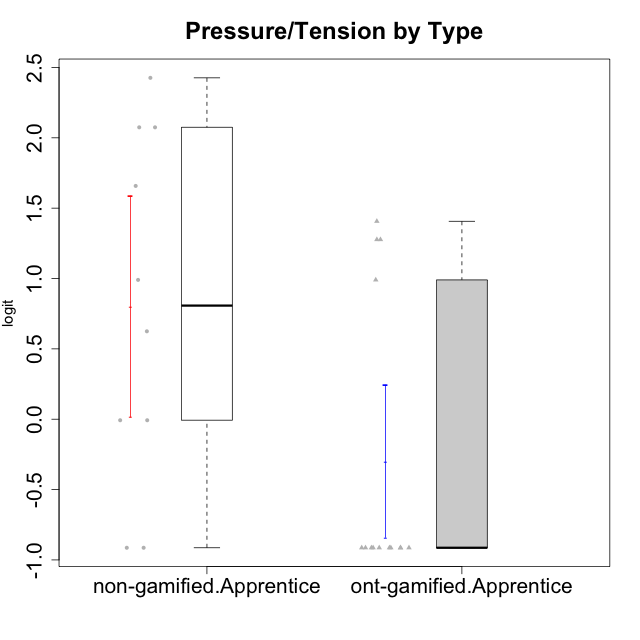 Pressure/Tension by Type
logit
2.5
2.0
1.5
1.0
0.5
0.0
-0.5
-1.0
non-gamified.Apprentice
ont-gamified.Apprentice